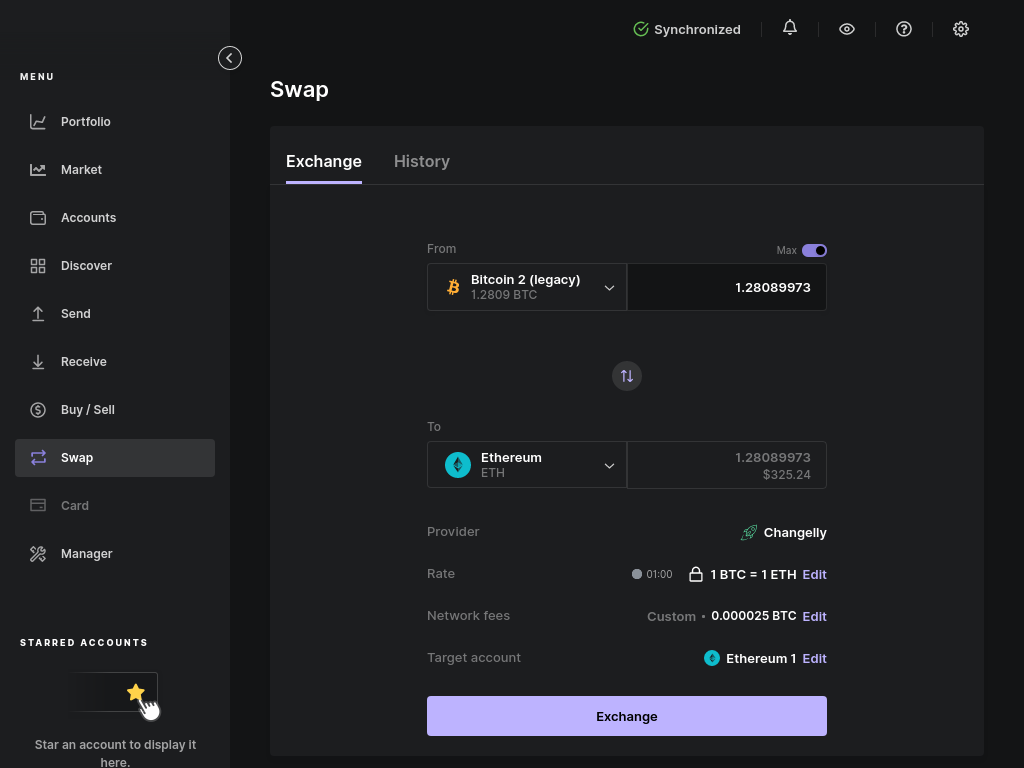 Synchronized
MENU
Portfolio
Market
Accounts
Discover
Send
Receive
Buy / Sell
Swap
Card
Manager
STARRED ACCOUNTS
Star an account to display it
here.
Swap
Exchange
History
From
Max
Bitcoin 2 (legacy)
1.2809 BTC
1.28089973
To
Ethereum
ETH
1.28089973
$325.24
Provider
Changelly
Rate
01:00
1 BTC = 1 ETH Edit
Network fees
Custom • 0.000025 BTC Edit
Target account
Ethereum 1 Edit
Exchange